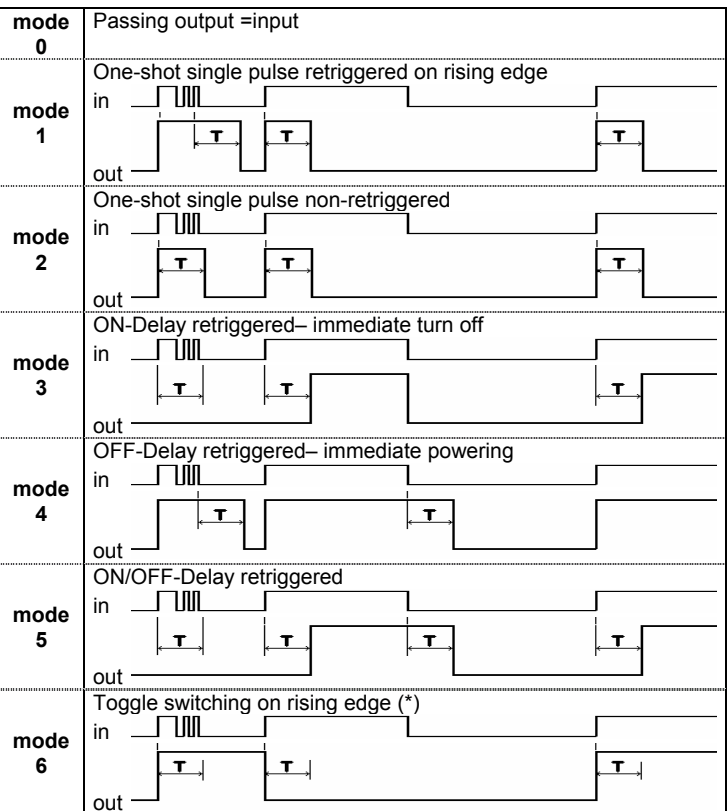 mode 0
Passing output =input
mode 1
One-shot single pulse retriggered on rising edge
in
T T T
out
mode 2
One-shot single pulse non-retriggered
in
T T T
out
mode 3
ON-Delay retriggered– immediate turn off
in
T T T
out
mode 4
OFF-Delay retriggered– immediate powering
in
T T
out
mode 5
ON/OFF-Delay retriggered
in
T T T T
out
mode 6
Toggle switching on rising edge (*)
in
T T T
out